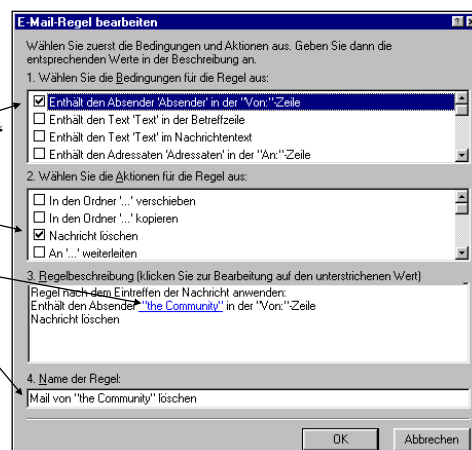 E-Mail-Regel bearbeiten
Wählen Sie zuerst die Bedingungen und Aktionen aus. Geben Sie dann die
entsprechenden Werte in der Beschreibung an.
1. Wählen Sie die Bedingungen für die Regel aus:
Enthält den Absender 'Absender' in der "Von:"-Zeile
Enthält den Text 'Text' in der Betreffzeile
Enthält den Text 'Text' im Nachrichtentext
Enthält den Adressaten 'Adressaten' in der "An:"-Zeile
2. Wählen Sie die Aktionen für die Regel aus:
In den Ordner '...' verschieben
In den Ordner '...' kopieren
Nachricht löschen
An '...' weiterleiten
3. Regelbeschreibung (klicken Sie zur Bearbeitung auf den unterstrichenen Wert)
Regel nach dem Eintreffen der Nachricht anwenden:
Enthält den Absender "the Community" in der "Von:"-Zeile
Nachricht löschen
4. Name der Regel:
Mail von "the Community" löschen
OK Abbrechen